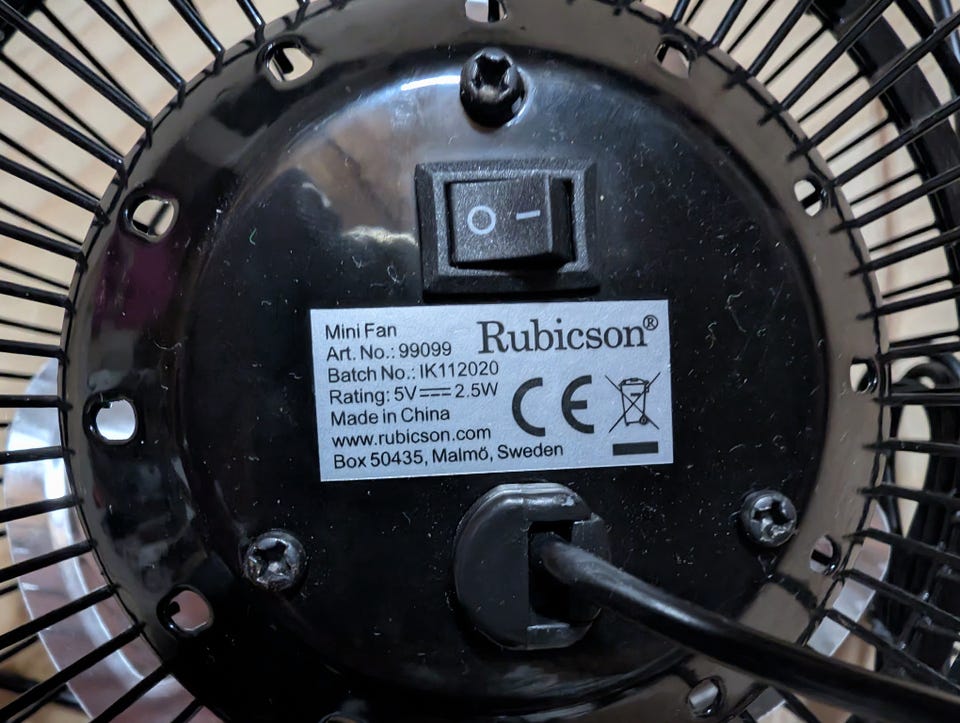 O I
Mini Fan
Rubicson®
Art. No.: 99099
Batch No.: IK112020
Rating: 5V⎓2.5W
Made in China
www.rubicson.com
Box 50435, Malmö, Sweden
CE